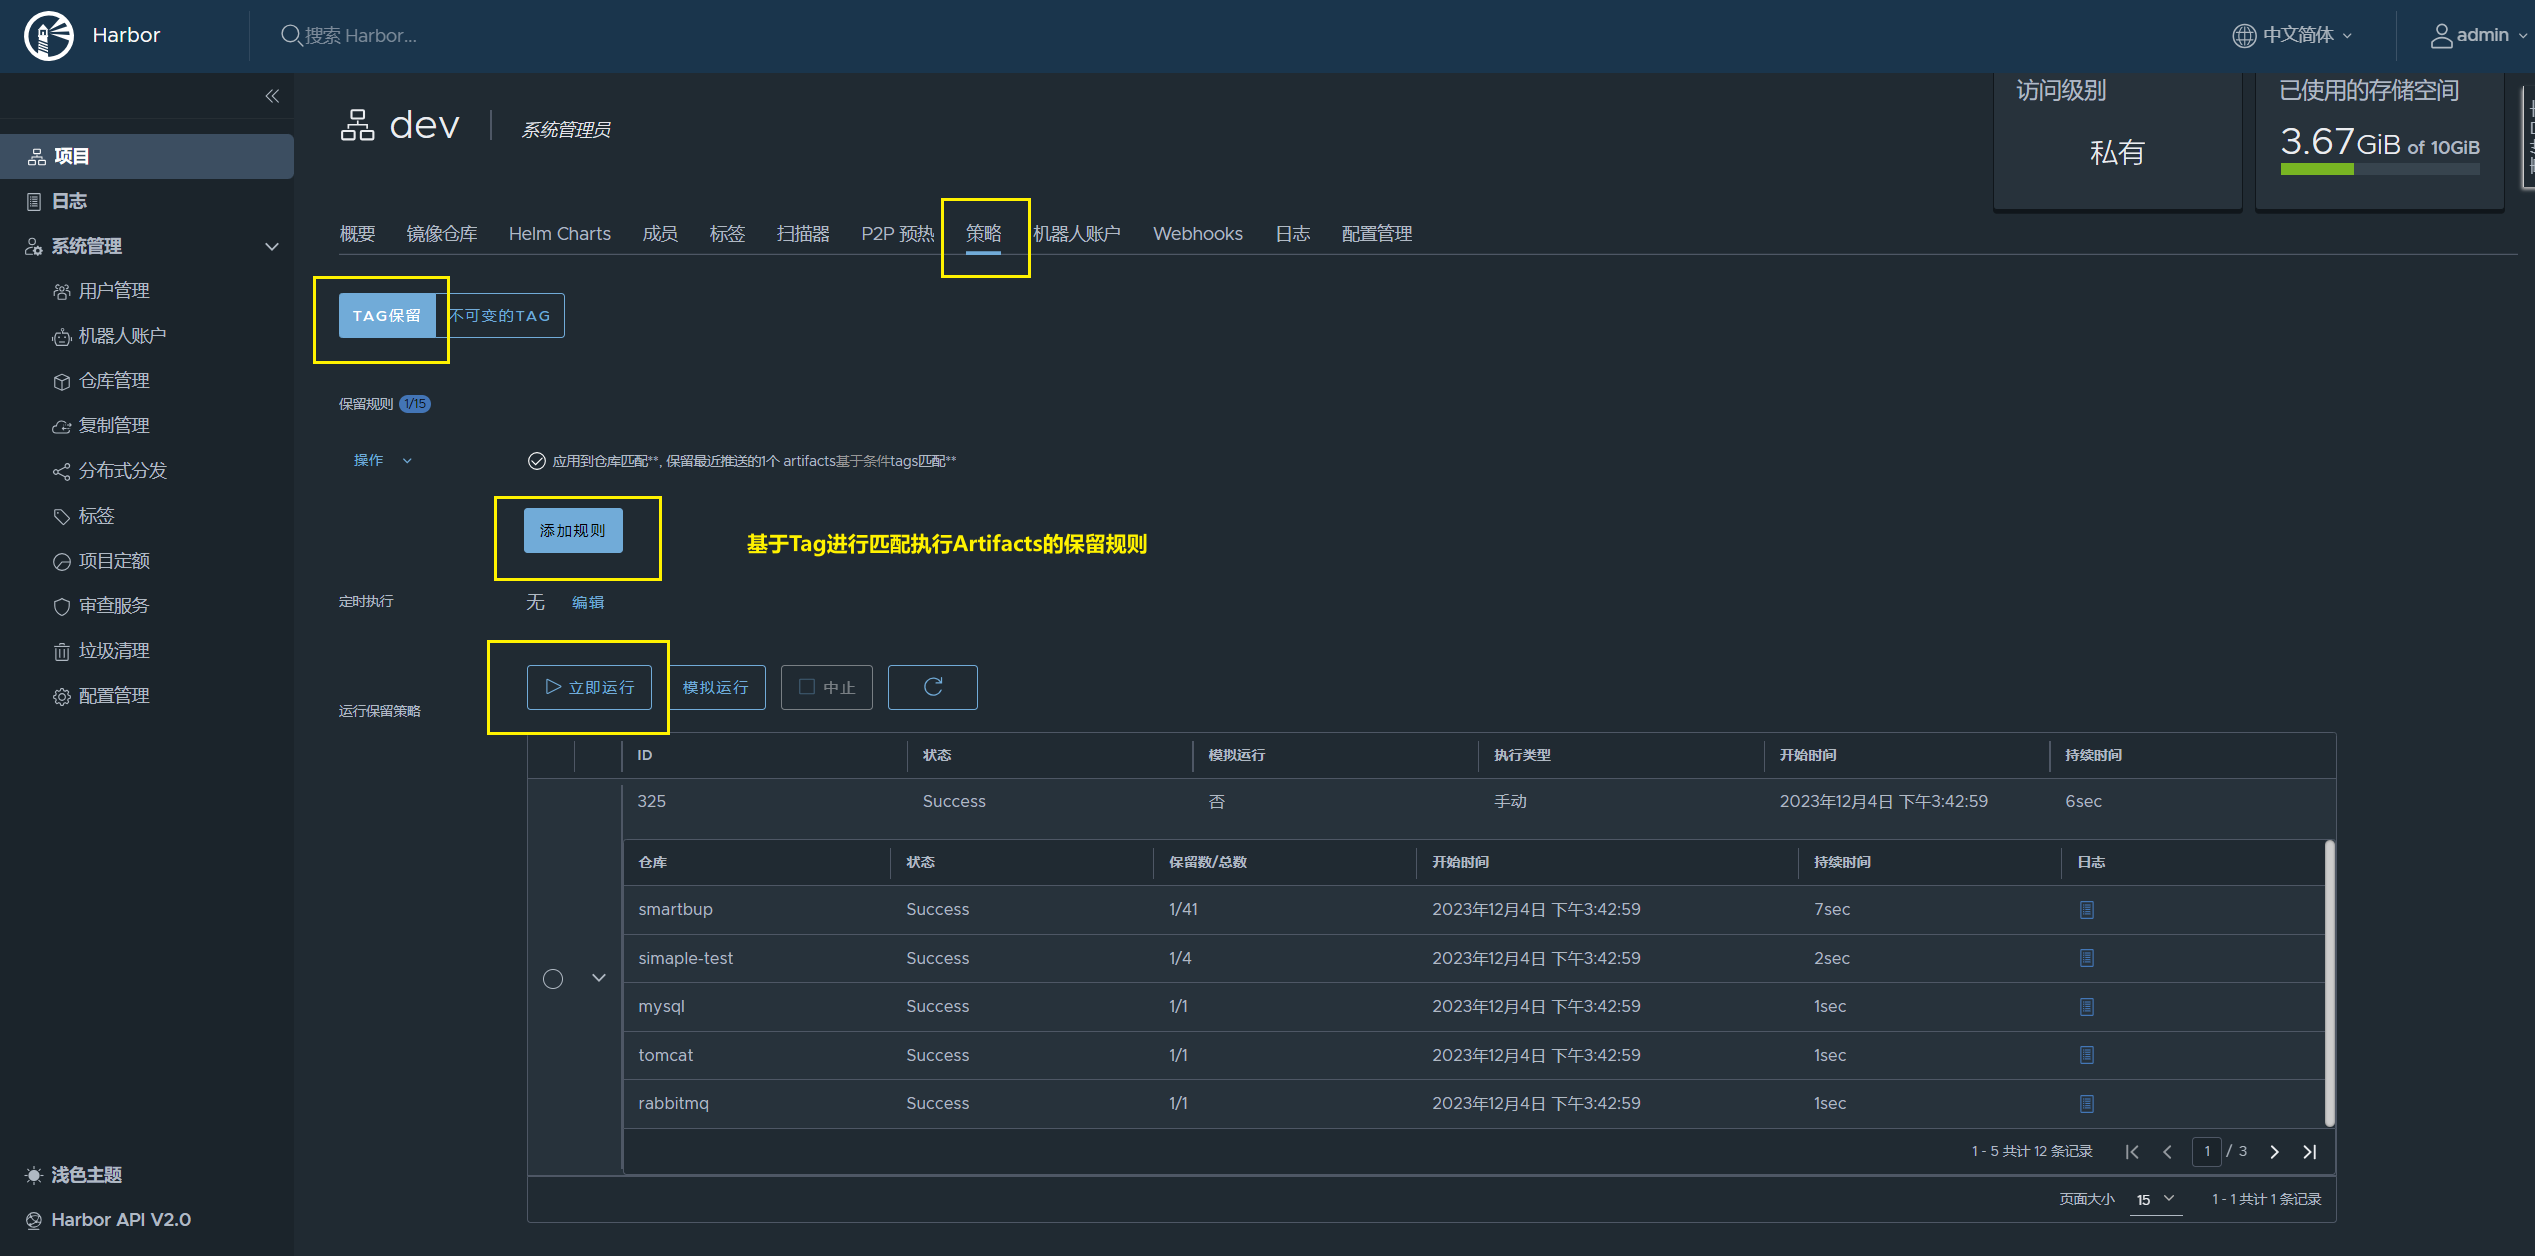 Harbor
搜索 Harbor...
中文简体
admin
项目
日志
系统管理
用户管理
机器人账户
仓库管理
复制管理
分布式分发
标签
项目定额
审查服务
垃圾清理
配置管理
浅色主题
Harbor API V2.0
dev
系统管理员
访问级别
私有
已使用的存储空间
3.67GiB of 10GiB
概要 镜像仓库 Helm Charts 成员 标签 扫描器 P2P 预热 策略 机器人账户 Webhooks 日志 配置管理
TAG保留 不可变的TAG
保留规则 1/15
操作 应用到仓库匹配**, 保留最近推送的1个 artifacts基于条件tags匹配**
添加规则
基于Tag进行匹配执行Artifacts的保留规则
定时执行 无 编辑
运行保留策略
立即运行 模拟运行 中止
ID 状态 模拟运行 执行类型 开始时间 持续时间
325 Success 否 手动 2023年12月4日 下午3:42:59 6sec
仓库 状态 保留数/总数 开始时间 持续时间 日志
smartbup Success 1/41 2023年12月4日 下午3:42:59 7sec
simaple-test Success 1/4 2023年12月4日 下午3:42:59 2sec
mysql Success 1/1 2023年12月4日 下午3:42:59 1sec
tomcat Success 1/1 2023年12月4日 下午3:42:59 1sec
rabbitmq Success 1/1 2023年12月4日 下午3:42:59 1sec
1 - 5 共计 12 条记录 1 / 3
页面大小 15 1 - 1 共计 1 条记录